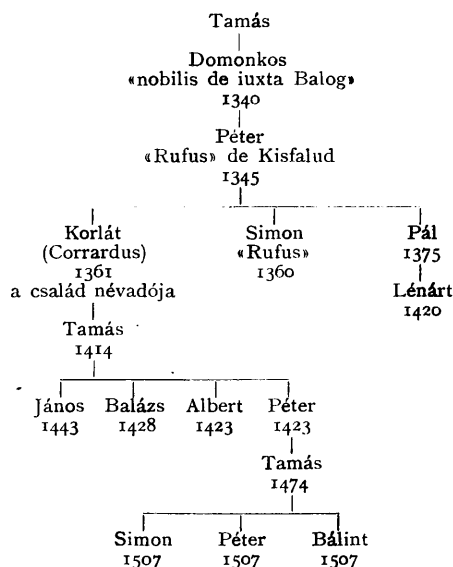 Tamás
Domonkos
«nobilis de iuxta Balog»
1340
Péter
«Rufus» de Kisfalud
1345
Korlát Simon Pál
(Corrardus) «Rufus» 1375
1361 1360
a család névadója Lénárt
Tamás 1420
1414
János Balázs Albert Péter
1443 1428 1423 1423
Tamás
1474
Simon Péter Bálint
1507 1507 1507